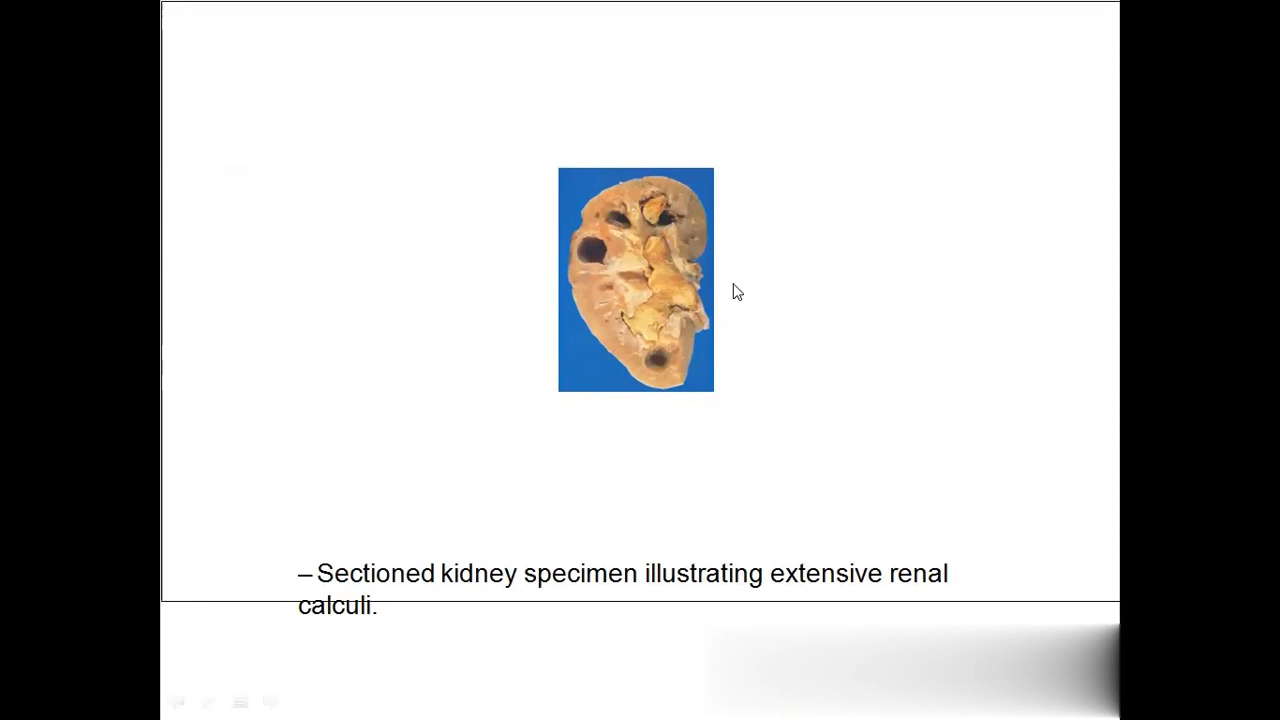 – Sectioned kidney specimen illustrating extensive renal
calculi.